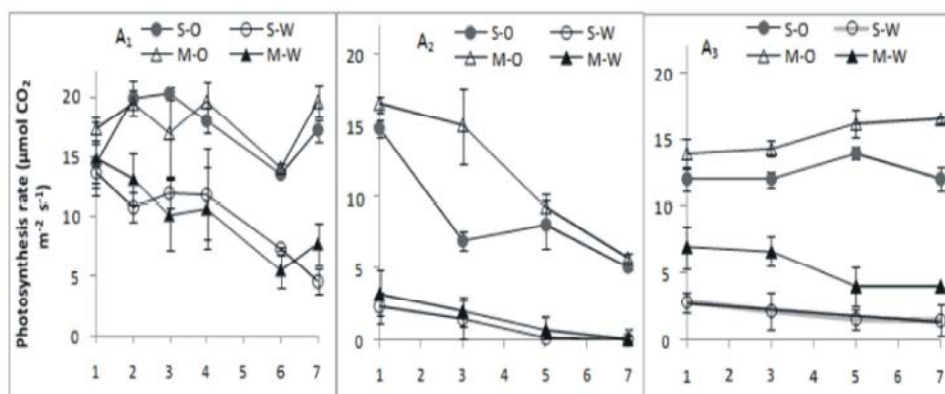 Photosynthesis rate (µmol CO₂
m⁻² s⁻¹)
A₁
S-O
S-W
M-O
M-W
20
15
10
5
0
1 2 3 4 6 7
A₂
S-O
S-W
M-O
M-W
20
15
10
5
0
1 2 3 4 5 6 7
A₃
S-O
S-W
M-O
M-W
20
15
10
5
0
1 2 3 4 5 6 7